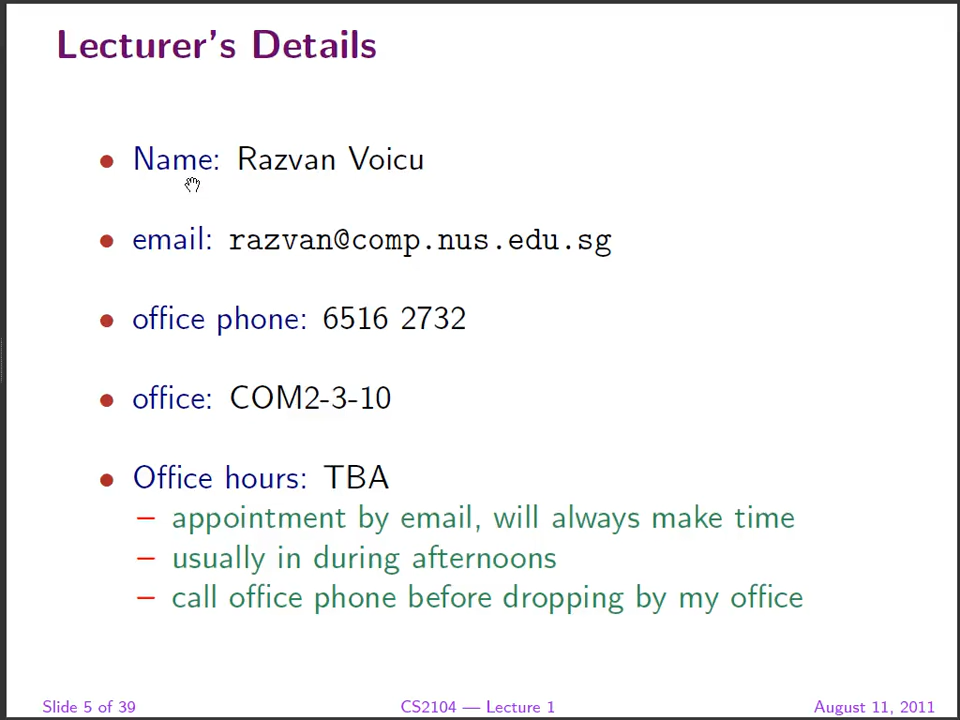 Lecturer's Details
• Name: Razvan Voicu
• email: razvan@comp.nus.edu.sg
• office phone: 6516 2732
• office: COM2-3-10
• Office hours: TBA
– appointment by email, will always make time
– usually in during afternoons
– call office phone before dropping by my office
Slide 5 of 39 CS2104 — Lecture 1 August 11, 2011